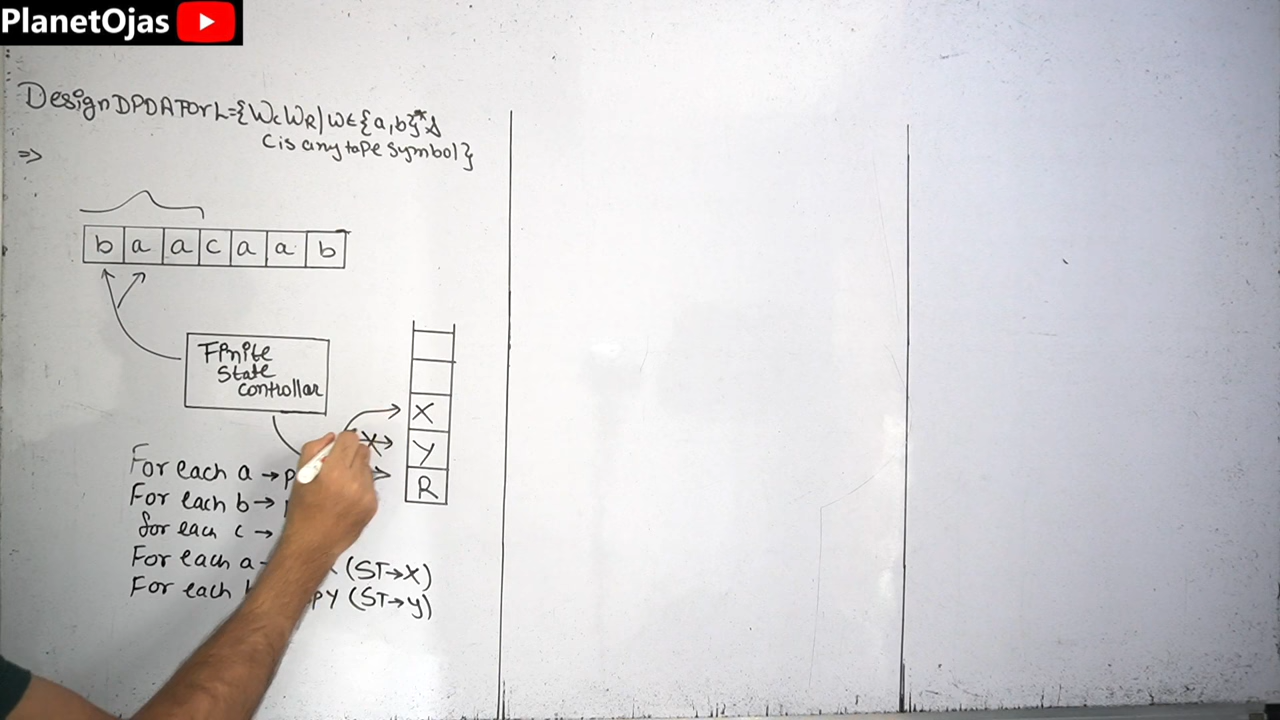 PlanetOjas
Design DPDA For L={WcWR|W∈{a,b}*&
C is any tape symbol}
⇒
b a a c a a b
Finite
State
Controllar
X
Y
R
For each a →
For each b →
for each c →
For each a → (ST→X)
For each (ST→y)